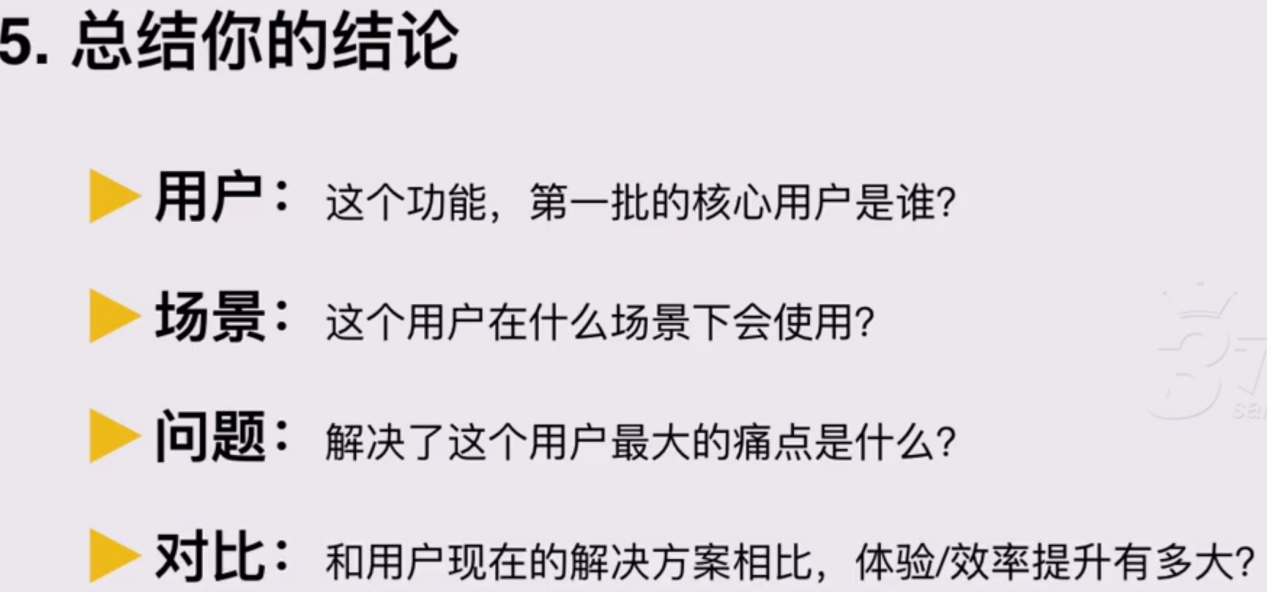 5. 总结你的结论
用户：这个功能，第一批的核心用户是谁？
场景：这个用户在什么场景下会使用？
问题：解决了这个用户最大的痛点是什么？
对比：和用户现在的解决方案相比，体验/效率提升有多大？